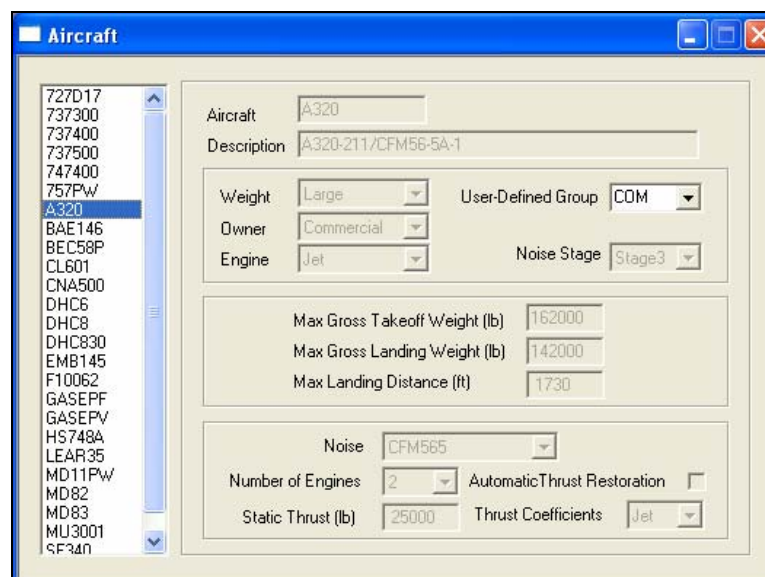 Aircraft
727D17
737300
737400
737500
747400
757PW
A320
BAE146
BEC58P
CL601
CNA500
DHC6
DHC8
DHC830
EMB145
F10062
GASEPF
GASEPV
HS748A
LEAR35
MD11PW
MD82
MD83
MU3001
SF340
Aircraft A320
Description A320-211/CFM56-5A-1
Weight Large User-Defined Group COM
Owner Commercial
Engine Jet Noise Stage Stage3
Max Gross Takeoff Weight (lb) 162000
Max Gross Landing Weight (lb) 142000
Max Landing Distance (ft) 1730
Noise CFM565
Number of Engines 2 AutomaticThrust Restoration
Static Thrust (lb) 25000 Thrust Coefficients Jet